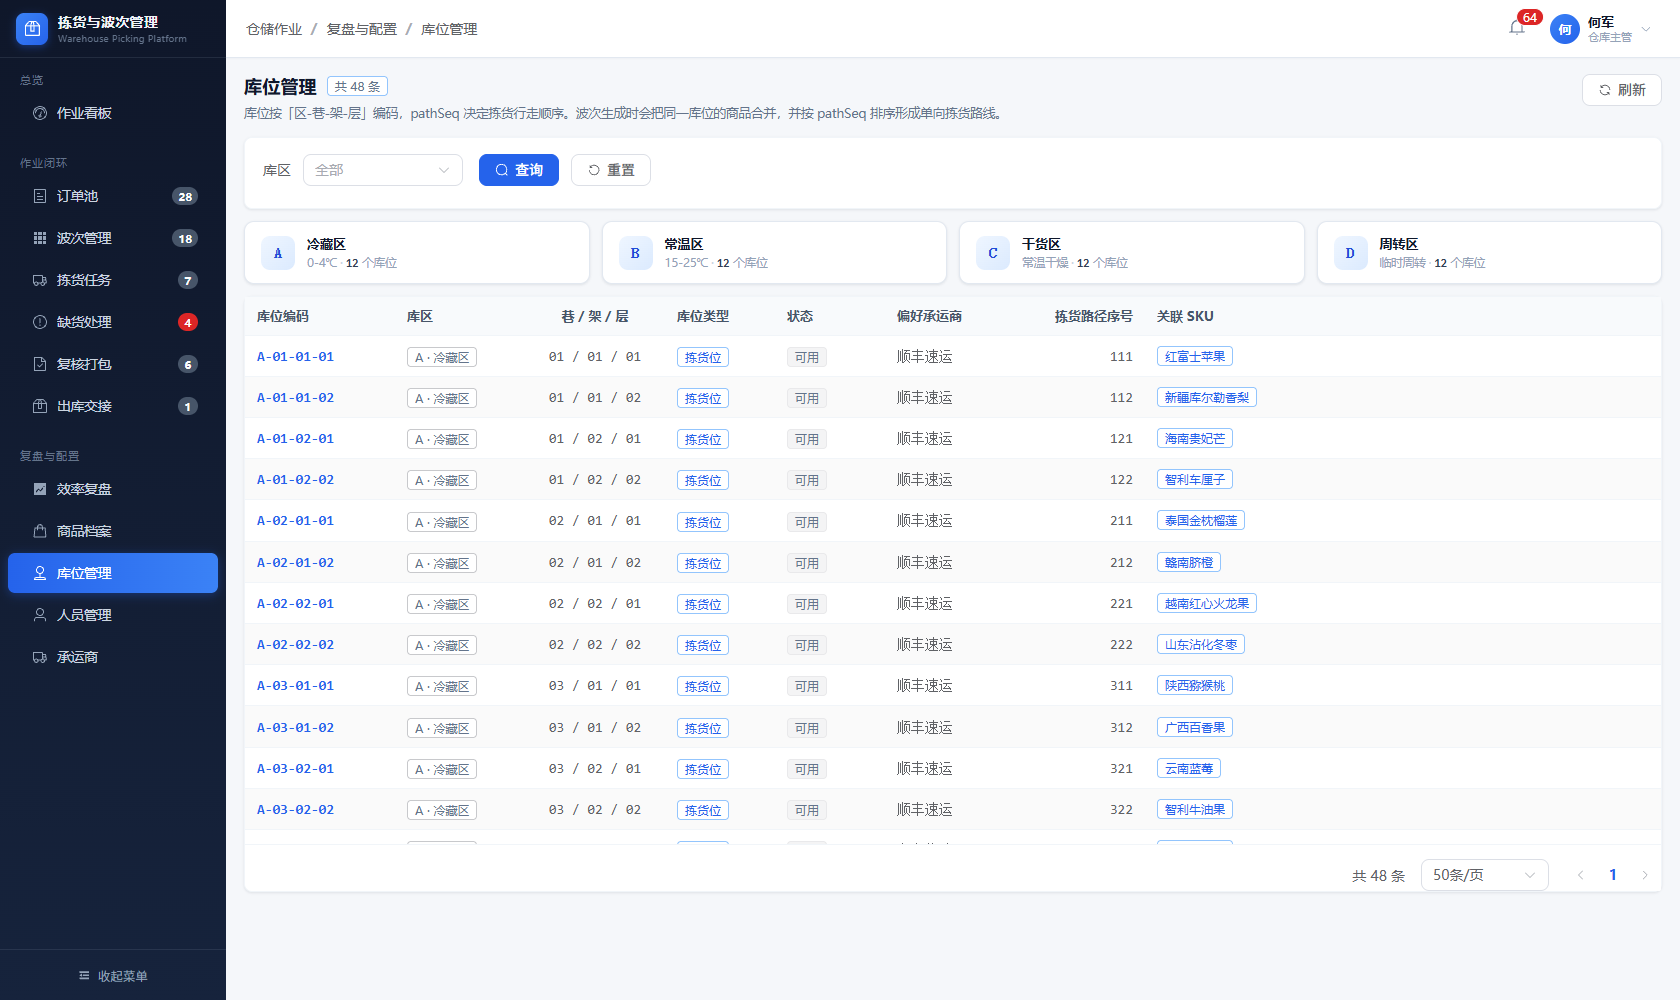 拣货与波次管理
Warehouse Picking Platform
总览
作业看板
作业闭环
订单池 28
波次管理 18
拣货任务 7
缺货处理 4
复核打包 6
出库交接 1
复盘与配置
效率复盘
商品档案
库位管理
人员管理
承运商
收起菜单
仓储作业 / 复盘与配置 / 库位管理
64
何 何军
仓库主管
库位管理 共 48 条
库位按「区-巷-架-层」编码，pathSeq 决定拣货行走顺序。波次生成时会把同一库位的商品合并，并按 pathSeq 排序形成单向拣货路线。
刷新
库区 全部 查询 重置
A 冷藏区
0-4℃ · 12 个库位
B 常温区
15-25℃ · 12 个库位
C 干货区
常温干燥 · 12 个库位
D 周转区
临时周转 · 12 个库位
库位编码 库区 巷 / 架 / 层 库位类型 状态 偏好承运商 拣货路径序号 关联 SKU
A-01-01-01 A · 冷藏区 01 / 01 / 01 拣货位 可用 顺丰速运 111 红富士苹果
A-01-01-02 A · 冷藏区 01 / 01 / 02 拣货位 可用 顺丰速运 112 新疆库尔勒香梨
A-01-02-01 A · 冷藏区 01 / 02 / 01 拣货位 可用 顺丰速运 121 海南贵妃芒
A-01-02-02 A · 冷藏区 01 / 02 / 02 拣货位 可用 顺丰速运 122 智利车厘子
A-02-01-01 A · 冷藏区 02 / 01 / 01 拣货位 可用 顺丰速运 211 泰国金枕榴莲
A-02-01-02 A · 冷藏区 02 / 01 / 02 拣货位 可用 顺丰速运 212 赣南脐橙
A-02-02-01 A · 冷藏区 02 / 02 / 01 拣货位 可用 顺丰速运 221 越南红心火龙果
A-02-02-02 A · 冷藏区 02 / 02 / 02 拣货位 可用 顺丰速运 222 山东沾化冬枣
A-03-01-01 A · 冷藏区 03 / 01 / 01 拣货位 可用 顺丰速运 311 陕西猕猴桃
A-03-01-02 A · 冷藏区 03 / 01 / 02 拣货位 可用 顺丰速运 312 广西百香果
A-03-02-01 A · 冷藏区 03 / 02 / 01 拣货位 可用 顺丰速运 321 云南蓝莓
A-03-02-02 A · 冷藏区 03 / 02 / 02 拣货位 可用 顺丰速运 322 智利牛油果
共 48 条 50条/页 1